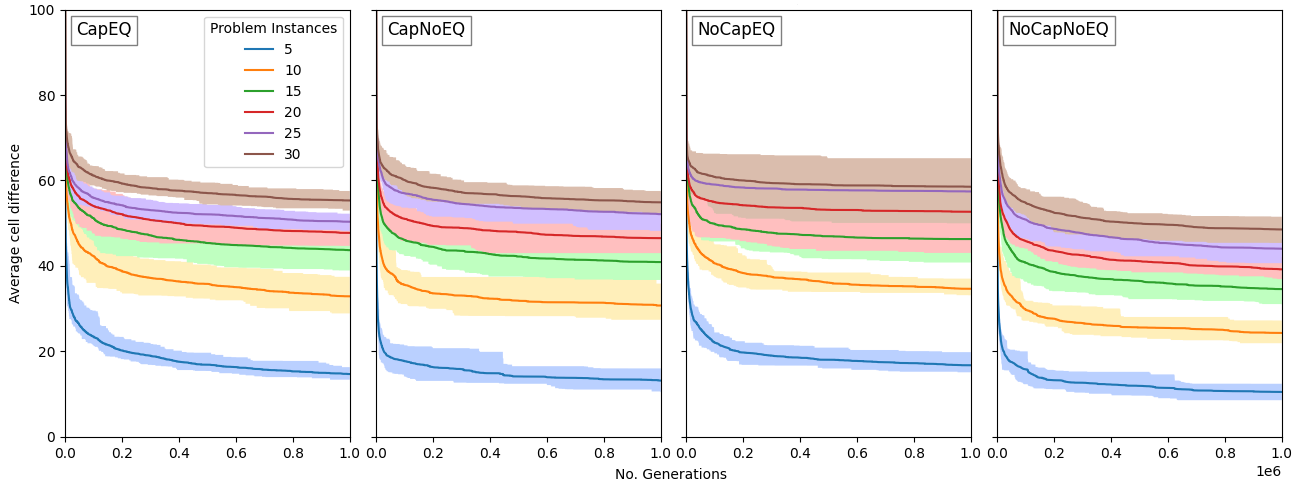 CapEQ
Problem Instances
5
10
15
20
25
30
CapNoEQ
NoCapEQ
NoCapNoEQ
Average cell difference
100
80
60
40
20
0
0.0 0.2 0.4 0.6 0.8 1.0
0.0 0.2 0.4 0.6 0.8 1.0
0.0 0.2 0.4 0.6 0.8 1.0
0.0 0.2 0.4 0.6 0.8 1.0
1e6
No. Generations